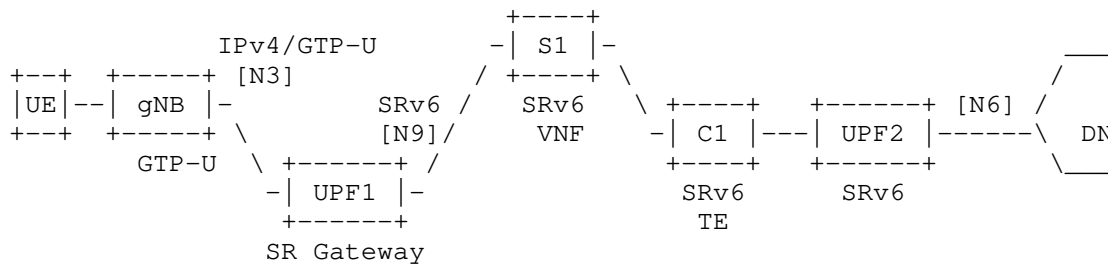 IPv4/GTP-U
[N3]
S1
UE
gNB
SRv6
[N9]
SRv6
VNF
C1
UPF2
[N6]
DN
GTP-U
UPF1
SRv6
TE
SRv6
SR Gateway